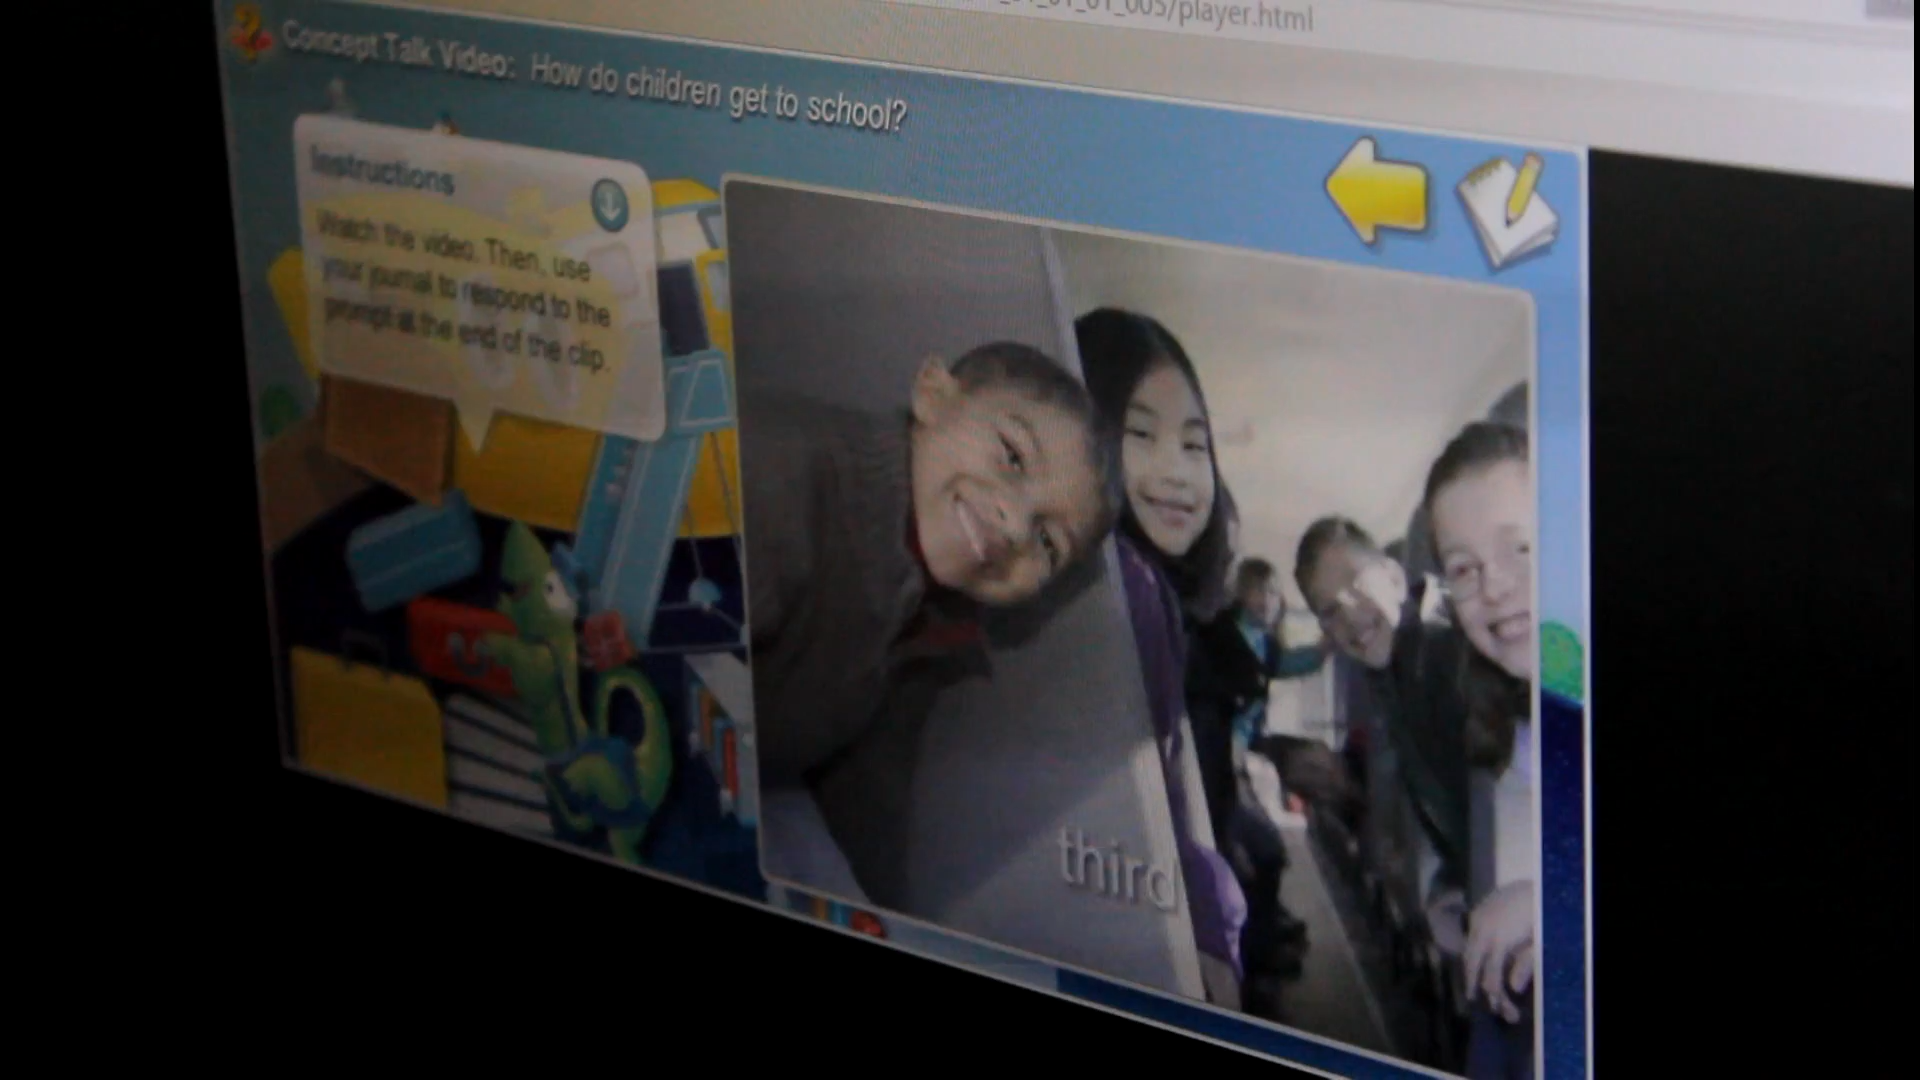 005/player.html
Concept Talk Video: How do children get to school?
Instructions
Watch the video. Then, use
your journal to respond to the
prompt at the end of the clip.
third